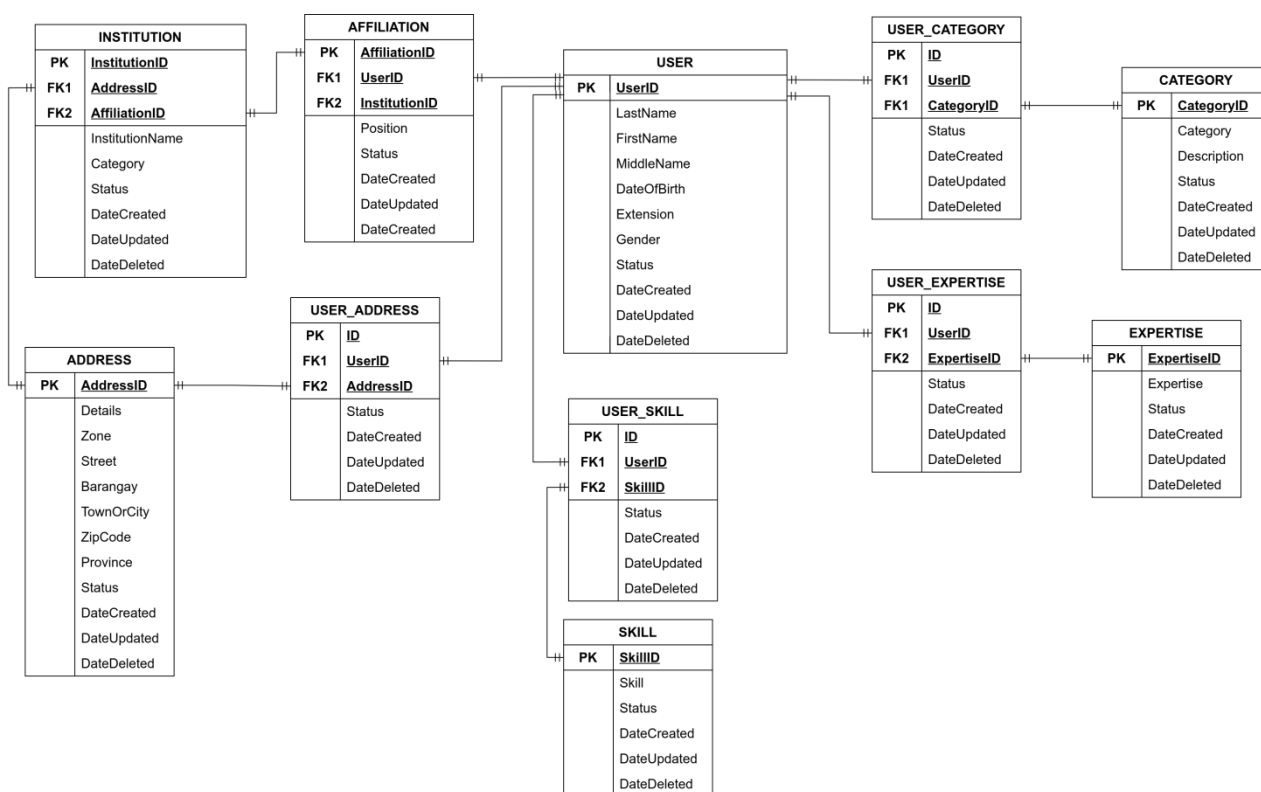 INSTITUTION
PK InstitutionID
FK1 AddressID
FK2 AffiliationID
InstitutionName
Category
Status
DateCreated
DateUpdated
DateDeleted
AFFILIATION
PK AffiliationID
FK1 UserID
FK2 InstitutionID
Position
Status
DateCreated
DateUpdated
DateCreated
USER
PK UserID
LastName
FirstName
MiddleName
DateOfBirth
Extension
Gender
Status
DateCreated
DateUpdated
DateDeleted
USER_CATEGORY
PK ID
FK1 UserID
FK1 CategoryID
Status
DateCreated
DateUpdated
DateDeleted
CATEGORY
PK CategoryID
Category
Description
Status
DateCreated
DateUpdated
DateDeleted
ADDRESS
PK AddressID
Details
Zone
Street
Barangay
TownOrCity
ZipCode
Province
Status
DateCreated
DateUpdated
DateDeleted
USER_ADDRESS
PK ID
FK1 UserID
FK2 AddressID
Status
DateCreated
DateUpdated
DateDeleted
USER_SKILL
PK ID
FK1 UserID
FK2 SkillID
Status
DateCreated
DateUpdated
DateDeleted
SKILL
PK SkillID
Skill
Status
DateCreated
DateUpdated
DateDeleted
USER_EXPERTISE
PK ID
FK1 UserID
FK2 ExpertiseID
Status
DateCreated
DateUpdated
DateDeleted
EXPERTISE
PK ExpertiseID
Expertise
Status
DateCreated
DateUpdated
DateDeleted